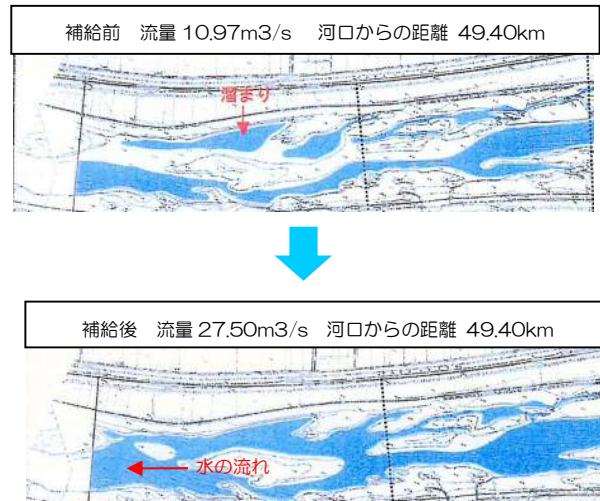 補給前 流量 10.97m3/s 河口からの距離 49.40km
溜まり
補給後 流量 27.50m3/s 河口からの距離 49.40km
水の流れ